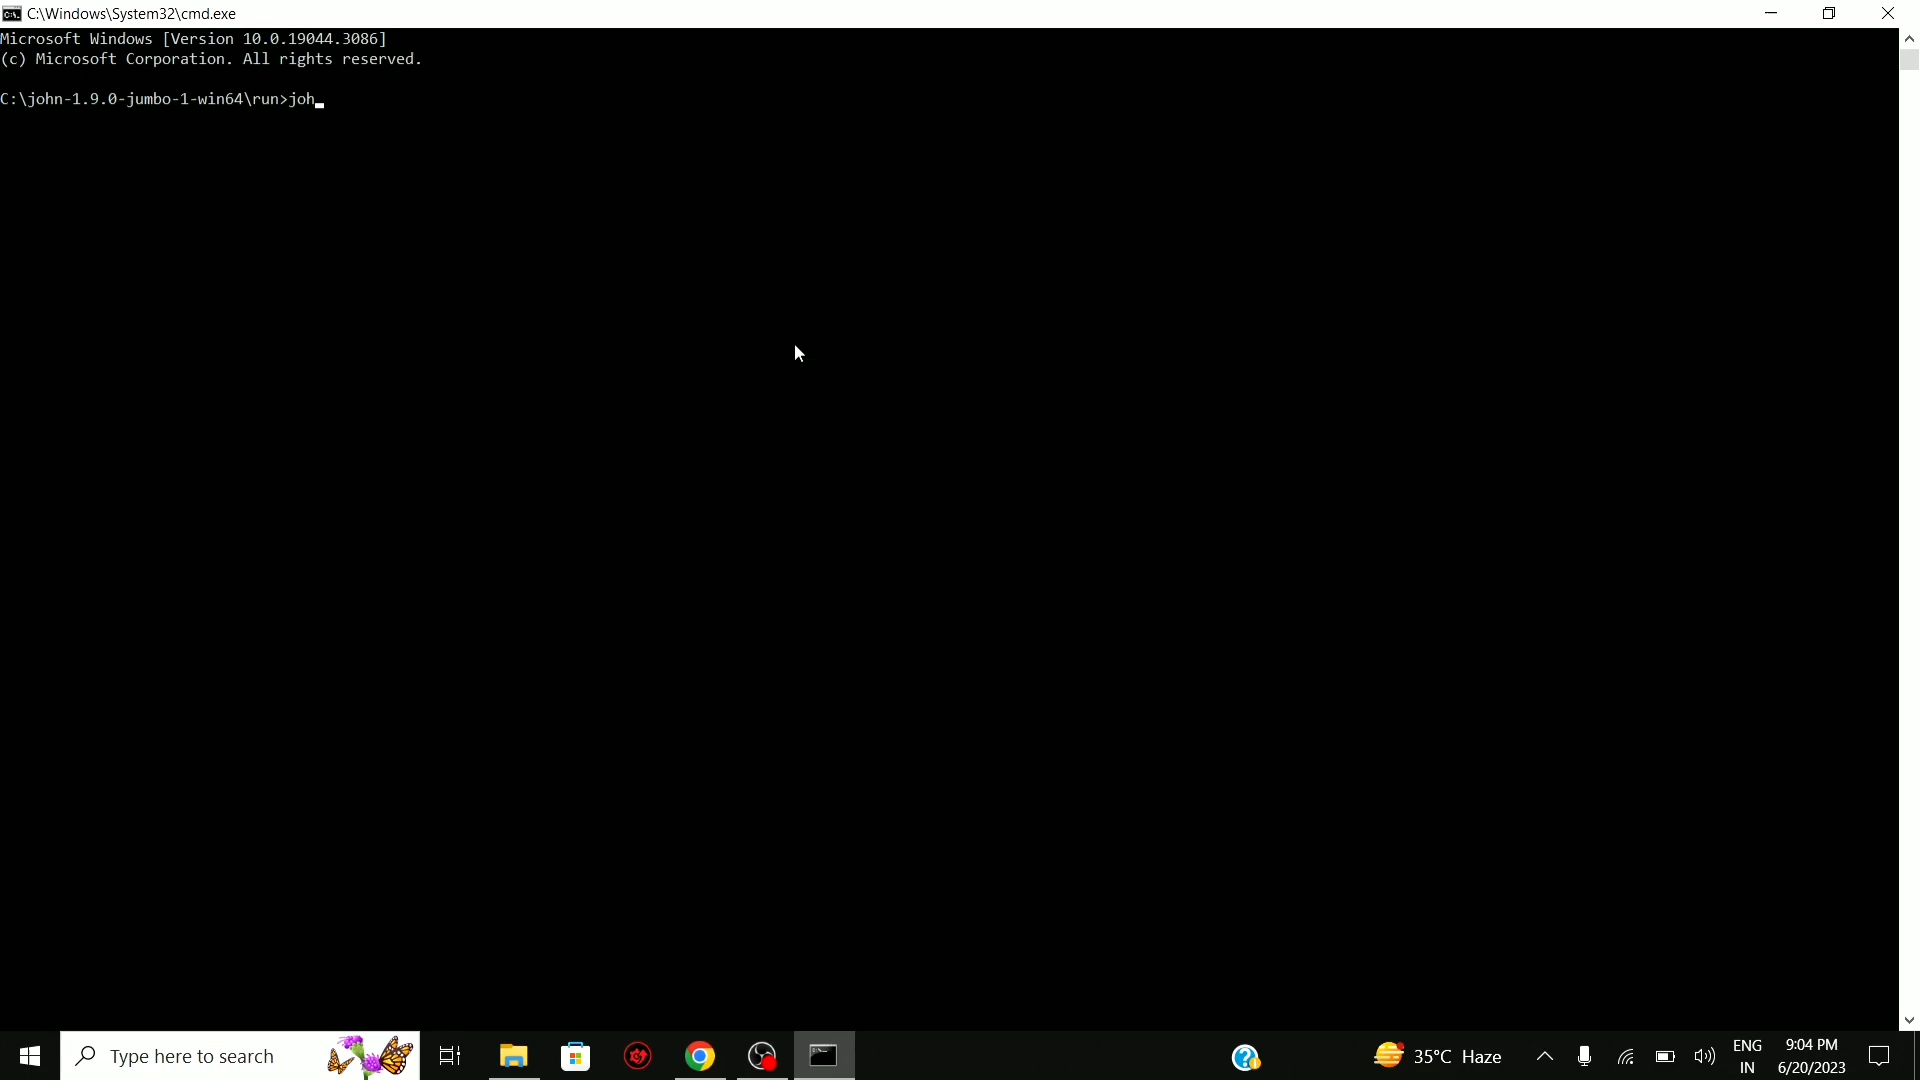 C:\Windows\System32\cmd.exe
Microsoft Windows [Version 10.0.19044.3086]
(c) Microsoft Corporation. All rights reserved.
C:\john-1.9.0-jumbo-1-win64\run>joh_
Type here to search
35°C Haze
ENG
IN
9:04 PM
6/20/2023